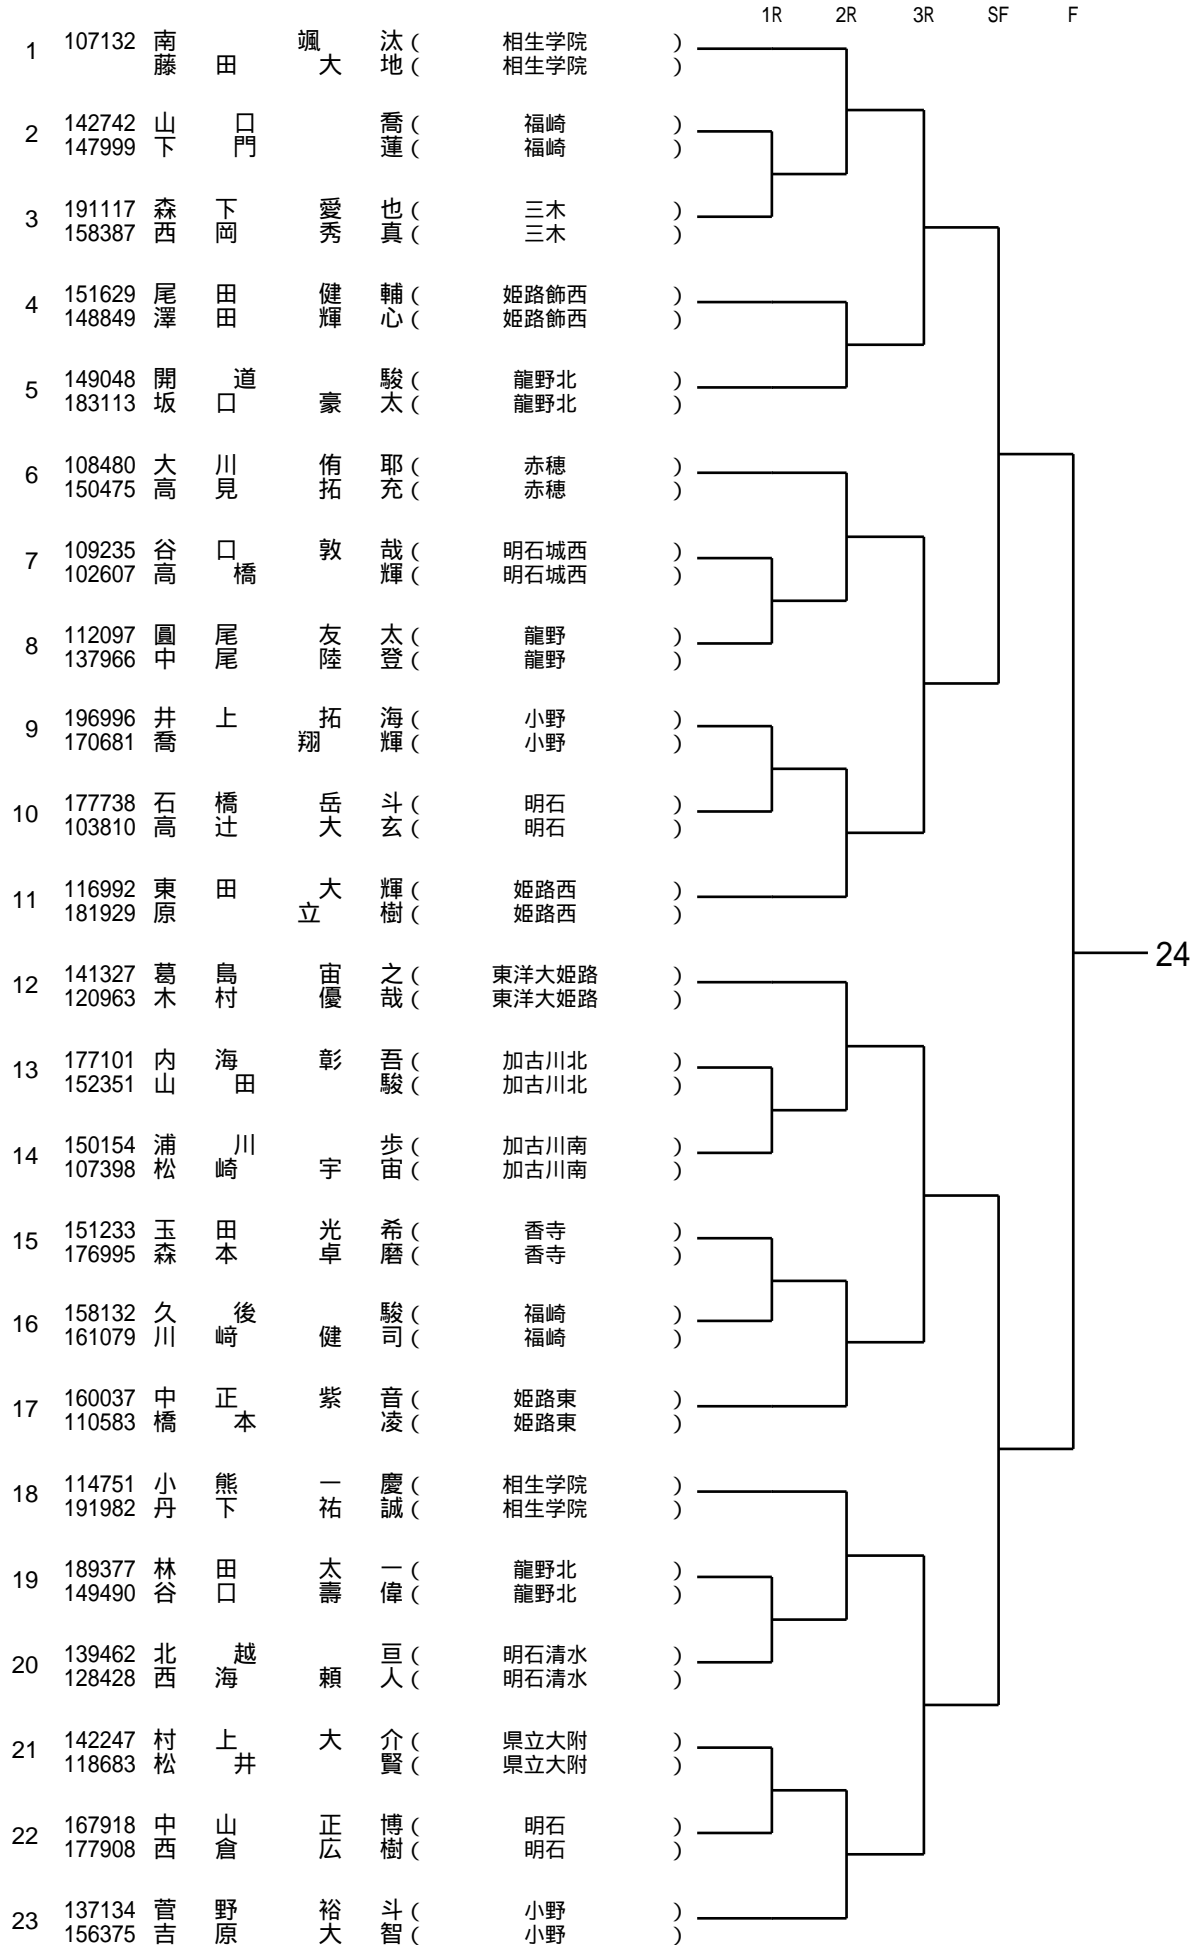 1R 2R 3R SF F
1 107132 南 颯 汰 ( 相生学院 )
藤 田 大 地 ( 相生学院 )
2 142742 山 口 喬 ( 福崎 )
147999 下 門 蓮 ( 福崎 )
3 191117 森 下 愛 也 ( 三木 )
158387 西 岡 秀 真 ( 三木 )
4 151629 尾 田 健 輔 ( 姫路飾西 )
148849 澤 田 輝 心 ( 姫路飾西 )
5 149048 開 道 駿 ( 龍野北 )
183113 坂 口 豪 太 ( 龍野北 )
6 108480 大 川 侑 耶 ( 赤穂 )
150475 高 見 拓 充 ( 赤穂 )
7 109235 谷 口 敦 哉 ( 明石城西 )
102607 高 橋 輝 ( 明石城西 )
8 112097 圓 尾 友 太 ( 龍野 )
137966 中 尾 陸 登 ( 龍野 )
9 196996 井 上 拓 海 ( 小野 )
170681 喬 翔 輝 ( 小野 )
10 177738 石 橋 岳 斗 ( 明石 )
103810 高 辻 大 玄 ( 明石 )
11 116992 東 田 大 輝 ( 姫路西 )
181929 原 立 樹 ( 姫路西 )
24
12 141327 葛 島 宙 之 ( 東洋大姫路 )
120963 木 村 優 哉 ( 東洋大姫路 )
13 177101 内 海 彰 吾 ( 加古川北 )
152351 山 田 駿 ( 加古川北 )
14 150154 浦 川 歩 ( 加古川南 )
107398 松 崎 宇 宙 ( 加古川南 )
15 151233 玉 田 光 希 ( 香寺 )
176995 森 本 卓 磨 ( 香寺 )
16 158132 久 後 駿 ( 福崎 )
161079 川 﨑 健 司 ( 福崎 )
17 160037 中 正 紫 音 ( 姫路東 )
110583 橋 本 凌 ( 姫路東 )
18 114751 小 熊 一 慶 ( 相生学院 )
191982 丹 下 祐 誠 ( 相生学院 )
19 189377 林 田 太 一 ( 龍野北 )
149490 谷 口 壽 偉 ( 龍野北 )
20 139462 北 越 亘 ( 明石清水 )
128428 西 海 頼 人 ( 明石清水 )
21 142247 村 上 大 介 ( 県立大附 )
118683 松 井 賢 ( 県立大附 )
22 167918 中 山 正 博 ( 明石 )
177908 西 倉 広 樹 ( 明石 )
23 137134 菅 野 裕 斗 ( 小野 )
156375 吉 原 大 智 ( 小野 )